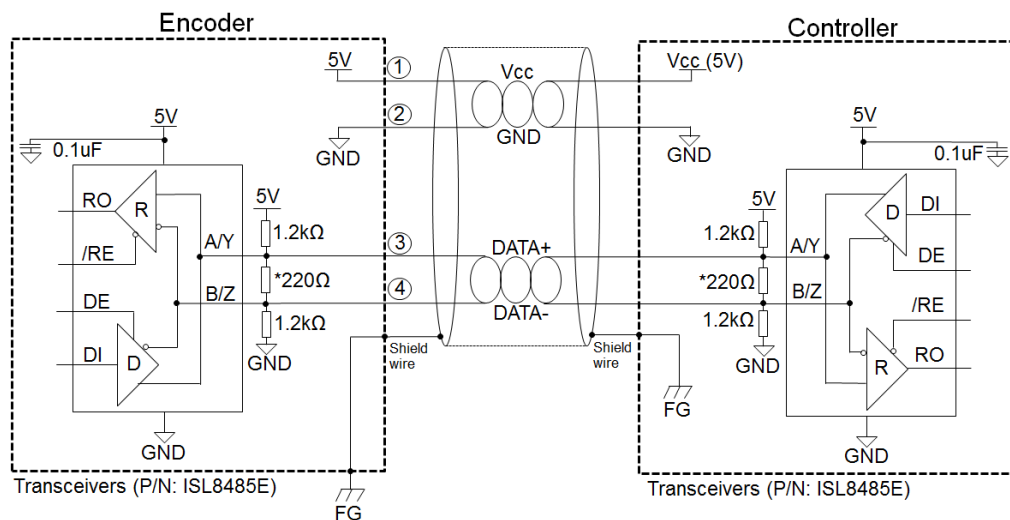 Encoder
Controller
5V
①
Vcc
Vcc (5V)
②
GND
GND
GND
5V
0.1uF
5V
0.1uF
RO
R
/RE
DE
DI
D
GND
5V
1.2kΩ
A/Y
*220Ω
B/Z
1.2kΩ
GND
③
DATA+
④
DATA-
Shield
wire
Shield
wire
FG
FG
5V
1.2kΩ
A/Y
*220Ω
B/Z
1.2kΩ
GND
D
DI
DE
/RE
R
RO
GND
Transceivers (P/N: ISL8485E)
Transceivers (P/N: ISL8485E)